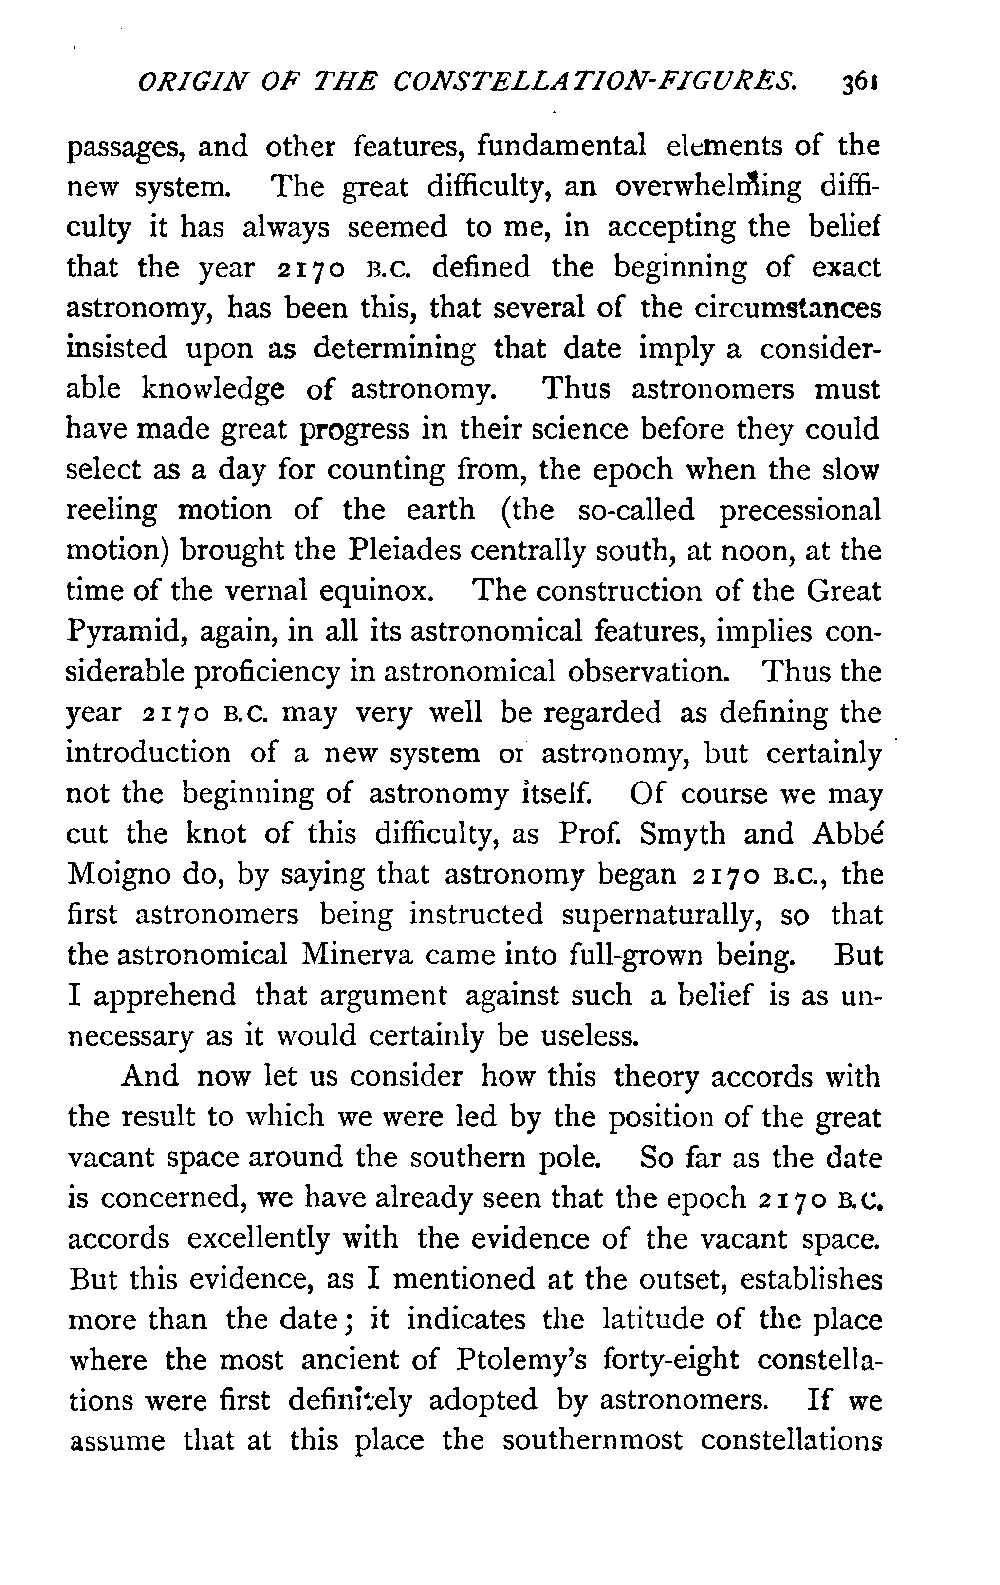 ORIGIN OF THE CONSTELLATION-FIGURES. 361
passages, and other features, fundamental elements of the
new system. The great difficulty, an overwhelming diffi-
culty it has always seemed to me, in accepting the belief
that the year 2170 B.C. defined the beginning of exact
astronomy, has been this, that several of the circumstances
insisted upon as determining that date imply a consider-
able knowledge of astronomy. Thus astronomers must
have made great progress in their science before they could
select as a day for counting from, the epoch when the slow
reeling motion of the earth (the so-called precessional
motion) brought the Pleiades centrally south, at noon, at the
time of the vernal equinox. The construction of the Great
Pyramid, again, in all its astronomical features, implies con-
siderable proficiency in astronomical observation. Thus the
year 2170 B.C. may very well be regarded as defining the
introduction of a new system of astronomy, but certainly
not the beginning of astronomy itself. Of course we may
cut the knot of this difficulty, as Prof. Smyth and Abbé
Moigno do, by saying that astronomy began 2170 B.C., the
first astronomers being instructed supernaturally, so that
the astronomical Minerva came into full-grown being. But
I apprehend that argument against such a belief is as un-
necessary as it would certainly be useless.
And now let us consider how this theory accords with
the result to which we were led by the position of the great
vacant space around the southern pole. So far as the date
is concerned, we have already seen that the epoch 2170 B.C.
accords excellently with the evidence of the vacant space.
But this evidence, as I mentioned at the outset, establishes
more than the date; it indicates the latitude of the place
where the most ancient of Ptolemy's forty-eight constella-
tions were first definitely adopted by astronomers. If we
assume that at this place the southernmost constellations